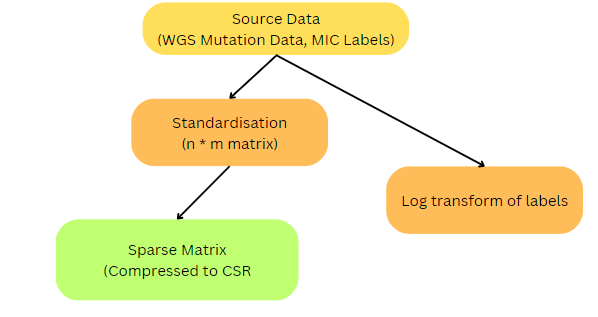 Source Data
(WGS Mutation Data, MIC Labels)
Standardisation
(n * m matrix)
Log transform of labels
Sparse Matrix
(Compressed to CSR